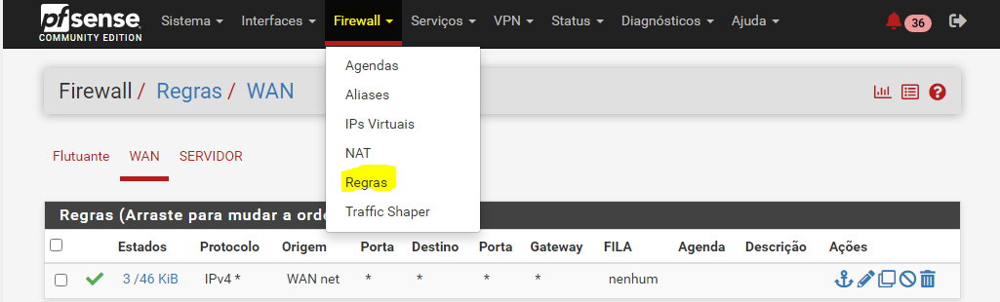 pfsense
COMMUNITY EDITION
Sistema Interfaces Firewall Serviços VPN Status Diagnósticos Ajuda 36
Agendas
Aliases
IPs Virtuais
NAT
Regras
Traffic Shaper
Firewall / Regras / WAN
Flutuante WAN SERVIDOR
Regras (Arraste para mudar a orde
Estados Protocolo Origem Porta Destino Porta Gateway FILA Agenda Descrição Ações
3 /46 KiB IPv4 * WAN net * * * * nenhum